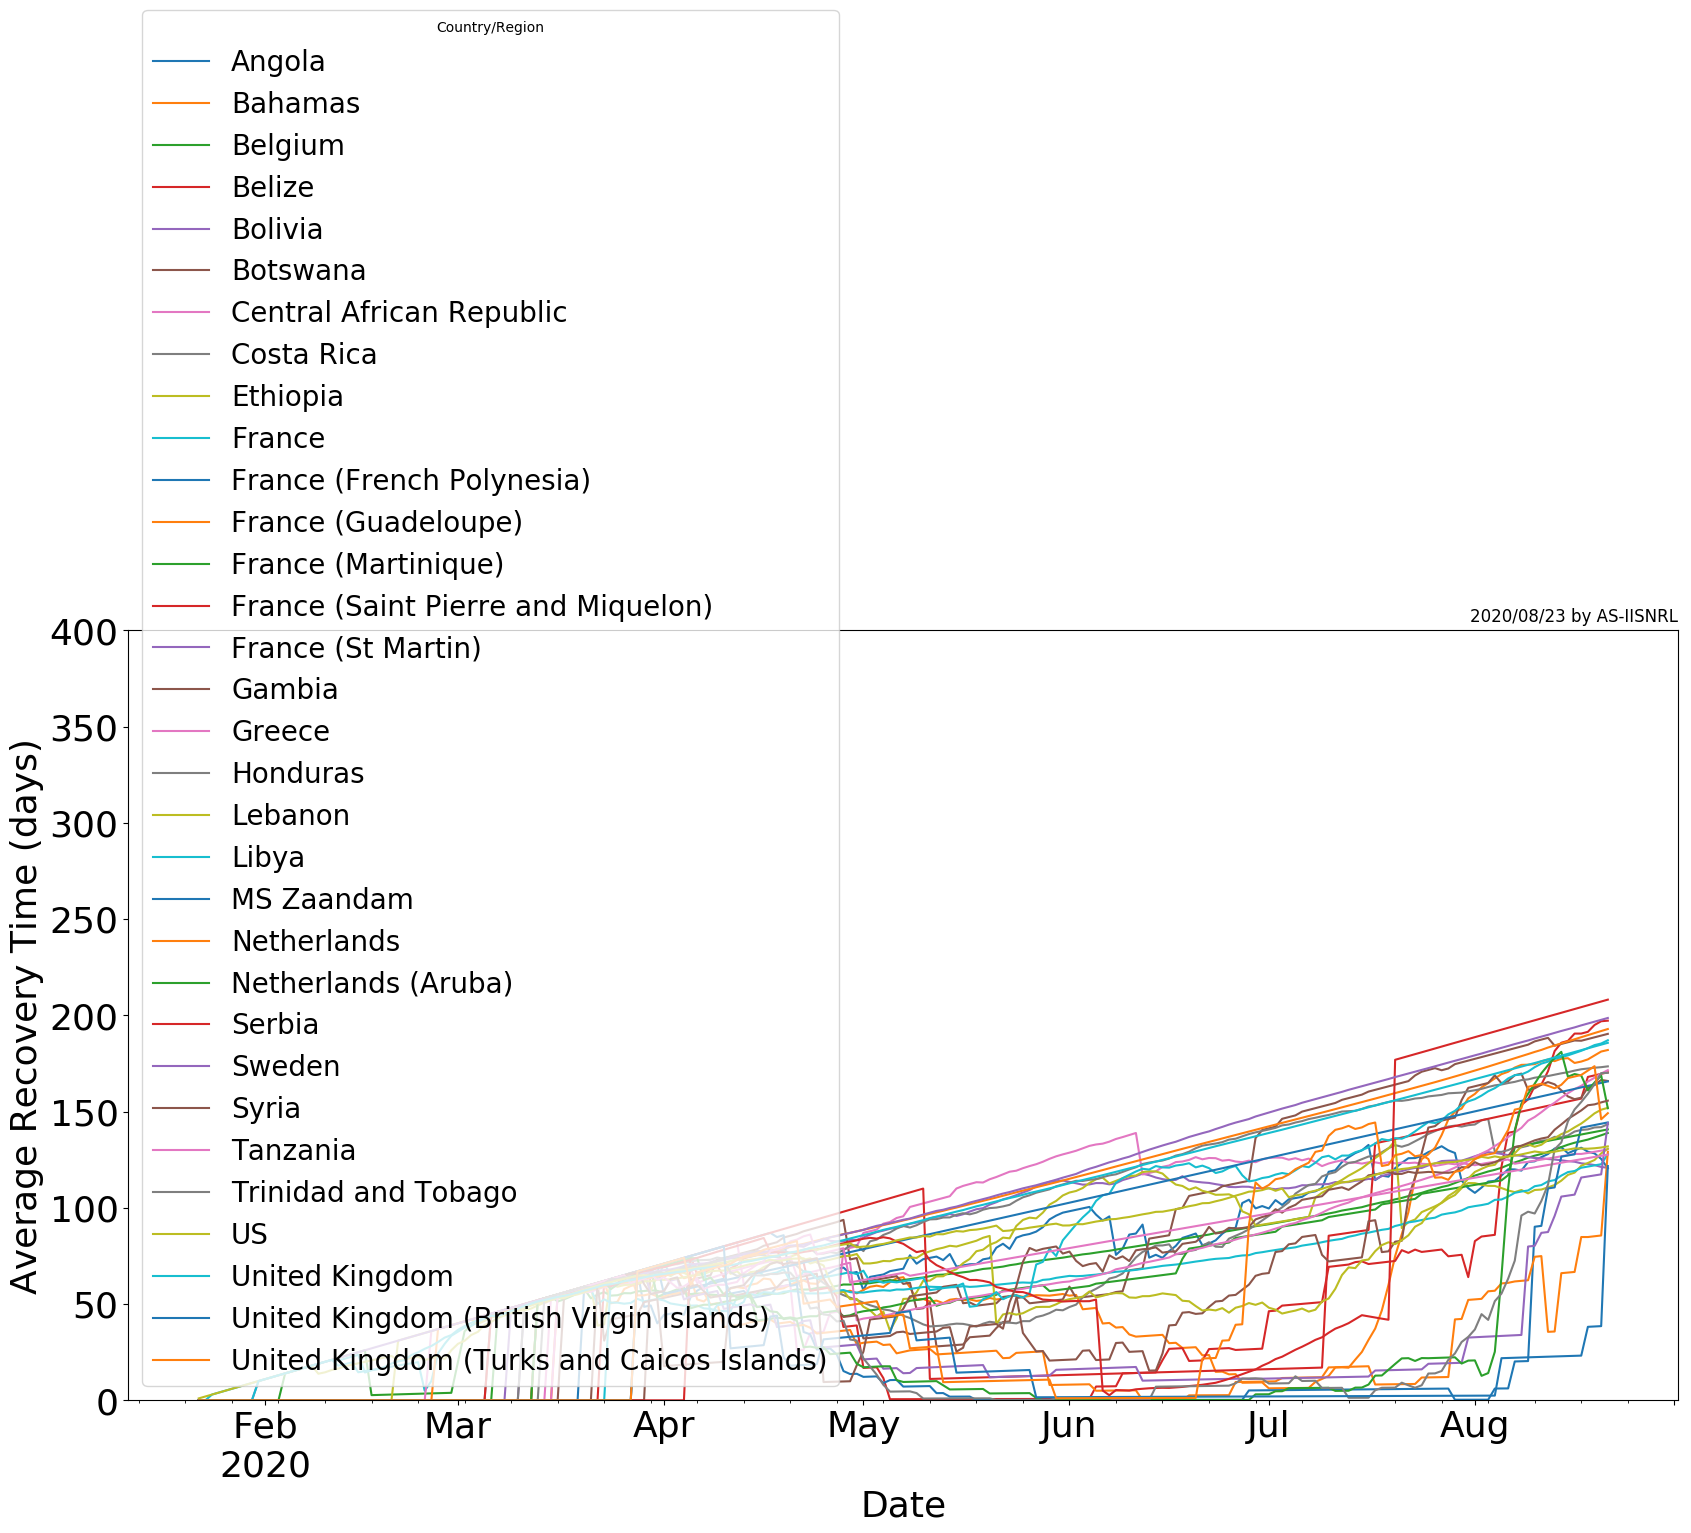 Country/Region
Angola
Bahamas
Belgium
Belize
Bolivia
Botswana
Central African Republic
Costa Rica
Ethiopia
France
France (French Polynesia)
France (Guadeloupe)
France (Martinique)
France (Saint Pierre and Miquelon)
France (St Martin)
Gambia
Greece
Honduras
Lebanon
Libya
MS Zaandam
Netherlands
Netherlands (Aruba)
Serbia
Sweden
Syria
Tanzania
Trinidad and Tobago
US
United Kingdom
United Kingdom (British Virgin Islands)
United Kingdom (Turks and Caicos Islands)
2020/08/23 by AS-IISNRL
Average Recovery Time (days)
400
350
300
250
200
150
100
50
0
Feb Mar Apr May Jun Jul Aug
2020
Date